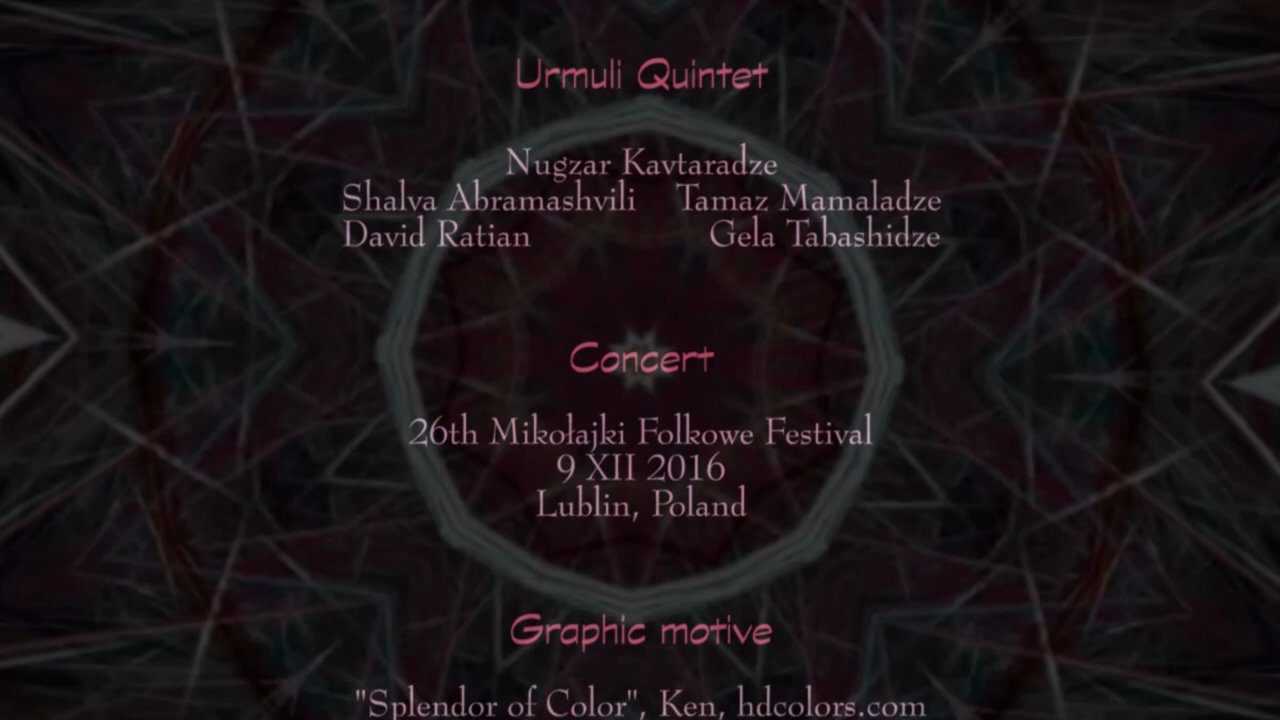 Urmuli Quintet
Nugzar Kavtaradze
Shalva Abramashvili Tamaz Mamaladze
David Ratian Gela Tabashidze
Concert
26th Mikołajki Folkowe Festival
9 XII 2016
Lublin, Poland
Graphic motive
"Splendor of Color", Ken, hdcolors.com